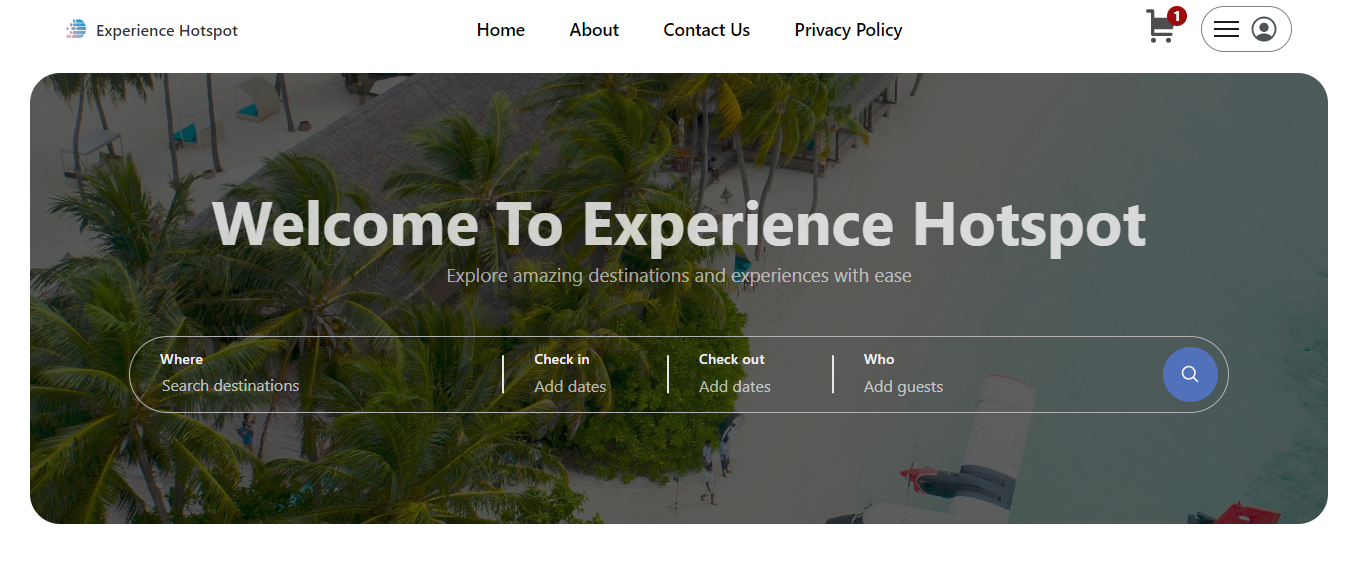 Experience Hotspot
Home About Contact Us Privacy Policy
1
Welcome To Experience Hotspot
Explore amazing destinations and experiences with ease
Where Check in Check out Who
Search destinations Add dates Add dates Add guests